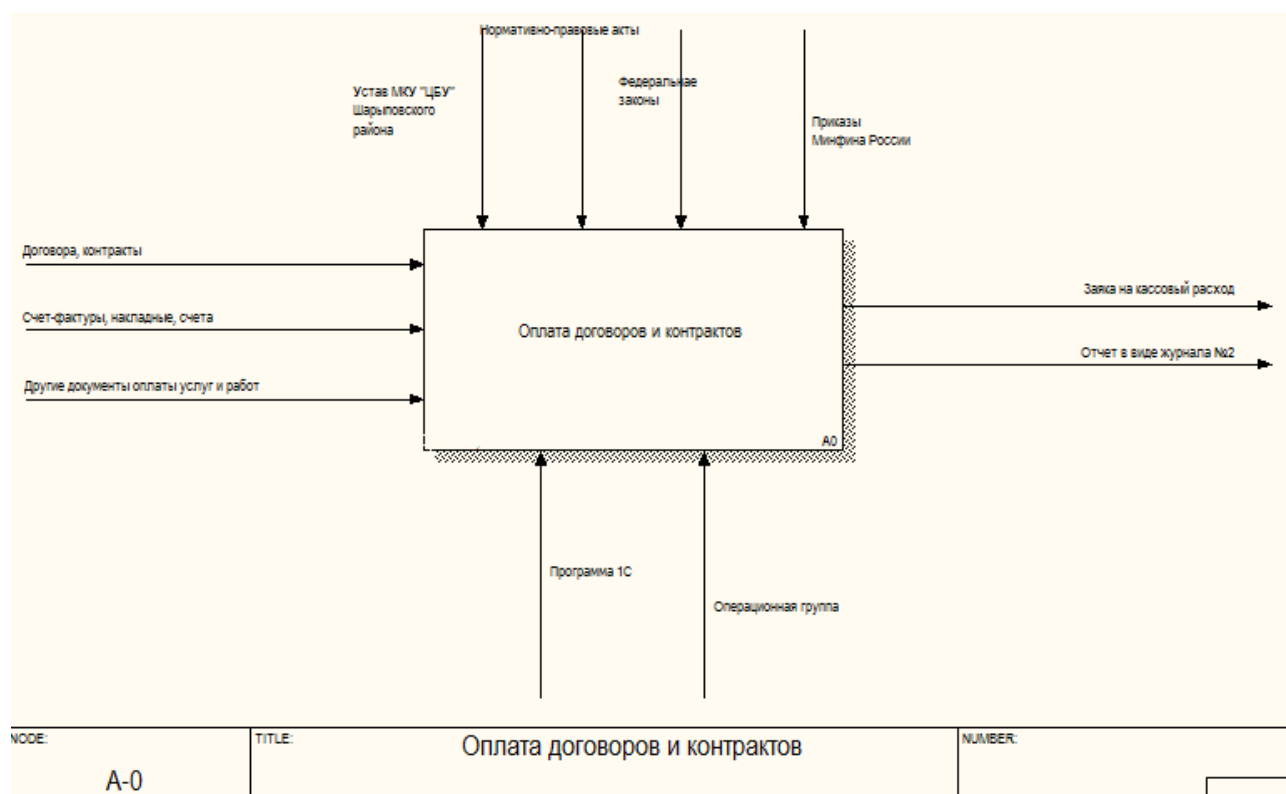 Нормативно-правовые акты
Устав МКУ "ЦБУ"
Шарыповского
района
Федеральнае
законы
Приказы
Минфина России
Договора, контракты
Счет-фактуры, накладные, счета
Другие документы оплаты услуг и работ
Оплата договоров и контрактов
A0
Заяка на кассовый расход
Отчет в виде журнала №2
Программа 1С
Операционная группа
NODE:
TITLE:
Оплата договоров и контрактов
NUMBER:
A-0